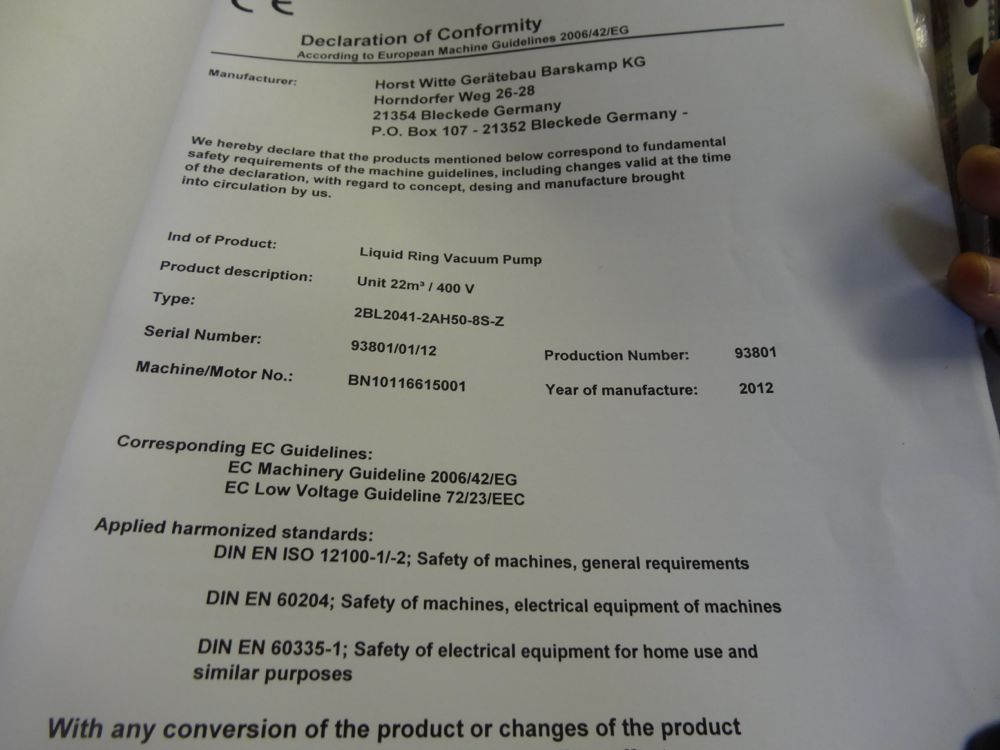 CE
Declaration of Conformity
According to European Machine Guidelines 2006/42/EG
Manufacturer: Horst Witte Gerätebau Barskamp KG
Horndorfer Weg 26-28
21354 Bleckede Germany
P.O. Box 107 - 21352 Bleckede Germany -
We hereby declare that the products mentioned below correspond to fundamental
safety requirements of the machine guidelines, including changes valid at the time
of the declaration, with regard to concept, desing and manufacture brought
into circulation by us.
Ind of Product: Liquid Ring Vacuum Pump
Product description: Unit 22m³ / 400 V
Type: 2BL2041-2AH50-8S-Z
Serial Number: 93801/01/12 Production Number: 93801
Machine/Motor No.: BN10116615001 Year of manufacture: 2012
Corresponding EC Guidelines:
EC Machinery Guideline 2006/42/EG
EC Low Voltage Guideline 72/23/EEC
Applied harmonized standards:
DIN EN ISO 12100-1/-2; Safety of machines, general requirements
DIN EN 60204; Safety of machines, electrical equipment of machines
DIN EN 60335-1; Safety of electrical equipment for home use and
similar purposes
With any conversion of the product or changes of the product